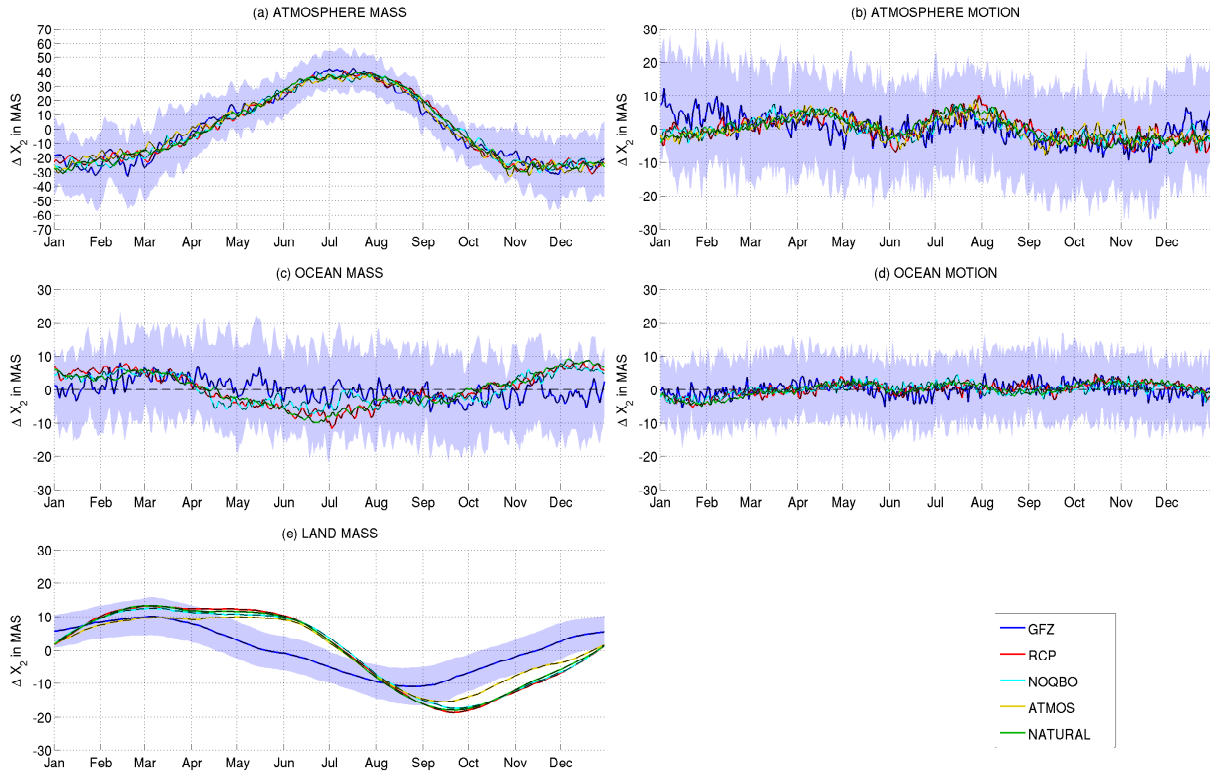 (a) ATMOSPHERE MASS
70
60
50
40
30
20
10
0
-10
-20
-30
-40
-50
-60
-70
Δ X2 in MAS
Jan Feb Mar Apr May Jun Jul Aug Sep Oct Nov Dec
(b) ATMOSPHERE MOTION
30
20
10
0
-10
-20
-30
Δ X2 in MAS
Jan Feb Mar Apr May Jun Jul Aug Sep Oct Nov Dec
(c) OCEAN MASS
30
20
10
0
-10
-20
-30
Δ X2 in MAS
Jan Feb Mar Apr May Jun Jul Aug Sep Oct Nov Dec
(d) OCEAN MOTION
30
20
10
0
-10
-20
-30
Δ X2 in MAS
Jan Feb Mar Apr May Jun Jul Aug Sep Oct Nov Dec
(e) LAND MASS
30
20
10
0
-10
-20
-30
Δ X2 in MAS
Jan Feb Mar Apr May Jun Jul Aug Sep Oct Nov Dec
GFZ
RCP
NOQBO
ATMOS
NATURAL